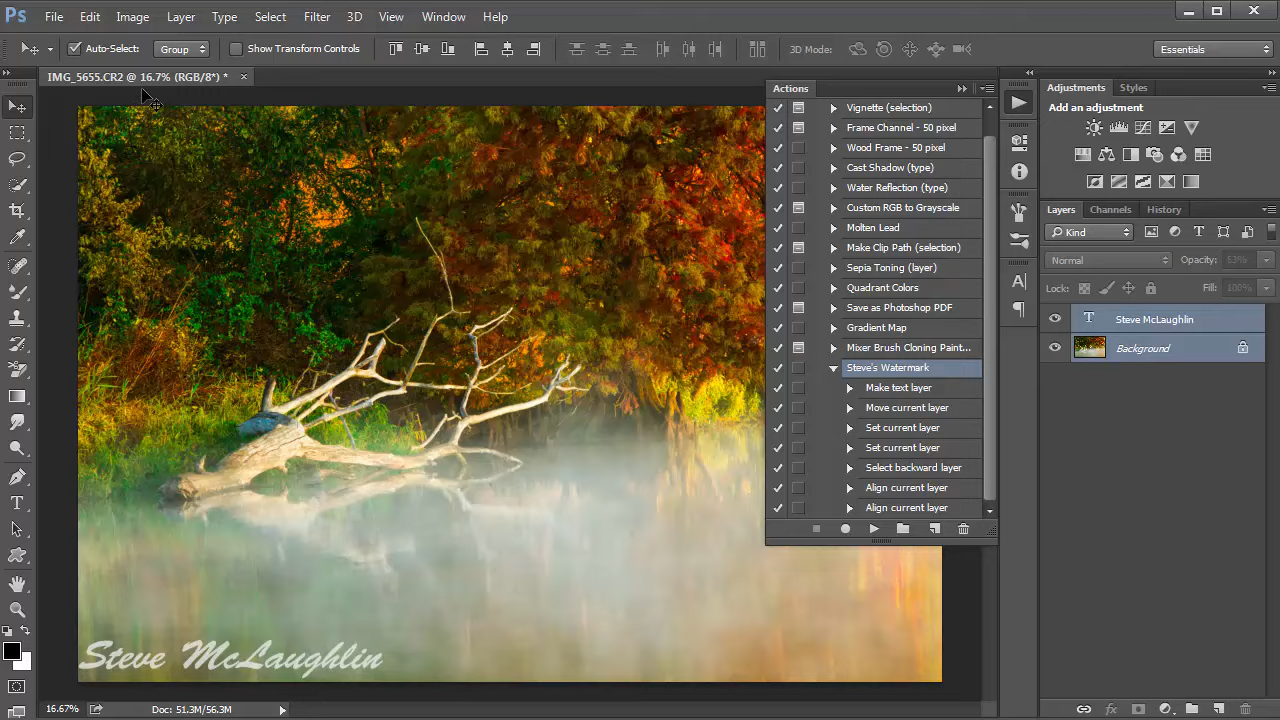 Ps File Edit Image Layer Type Select Filter 3D View Window Help
Auto-Select: Group Show Transform Controls 3D Mode: Essentials
IMG_5655.CR2 @ 16.7% (RGB/8*) *
Actions
Vignette (selection)
Frame Channel - 50 pixel
Wood Frame - 50 pixel
Cast Shadow (type)
Water Reflection (type)
Custom RGB to Grayscale
Molten Lead
Make Clip Path (selection)
Sepia Toning (layer)
Quadrant Colors
Save as Photoshop PDF
Gradient Map
Mixer Brush Cloning Paint...
Steve's Watermark
Make text layer
Move current layer
Set current layer
Set current layer
Select backward layer
Align current layer
Align current layer
Adjustments Styles
Add an adjustment
Layers Channels History
Kind
Normal Opacity: 53%
Lock: Fill: 100%
Steve McLaughlin
Background
Steve McLaughlin
16.67% Doc: 51.3M/56.3M